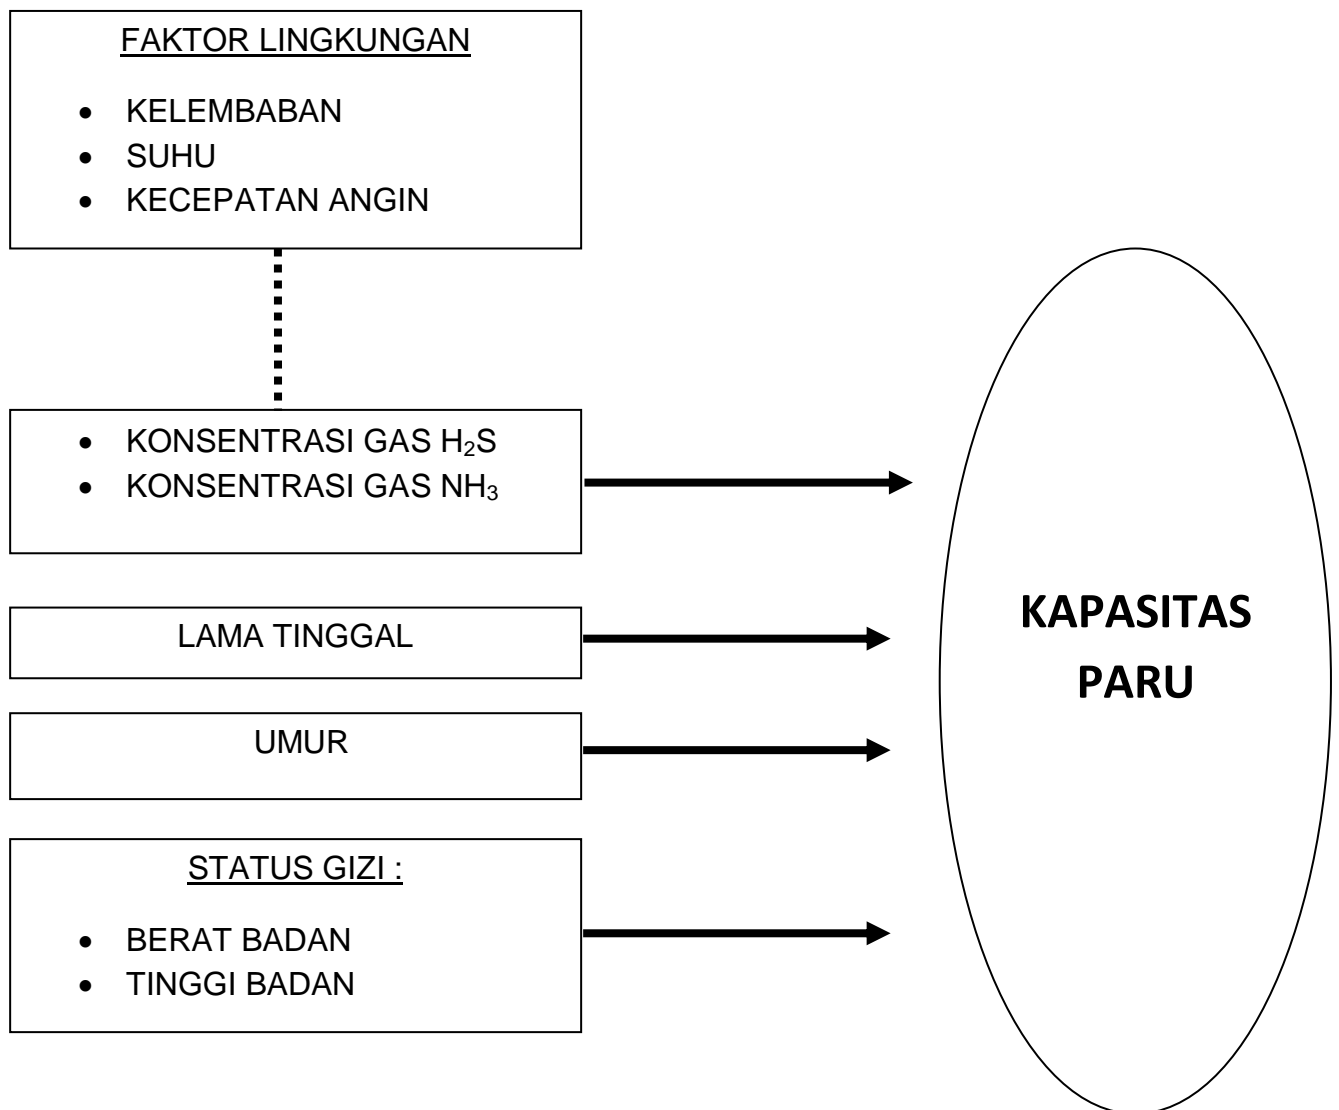 FAKTOR LINGKUNGAN
• KELEMBABAN
• SUHU
• KECEPATAN ANGIN
• KONSENTRASI GAS H₂S
• KONSENTRASI GAS NH₃
LAMA TINGGAL
UMUR
STATUS GIZI :
• BERAT BADAN
• TINGGI BADAN
KAPASITAS
PARU